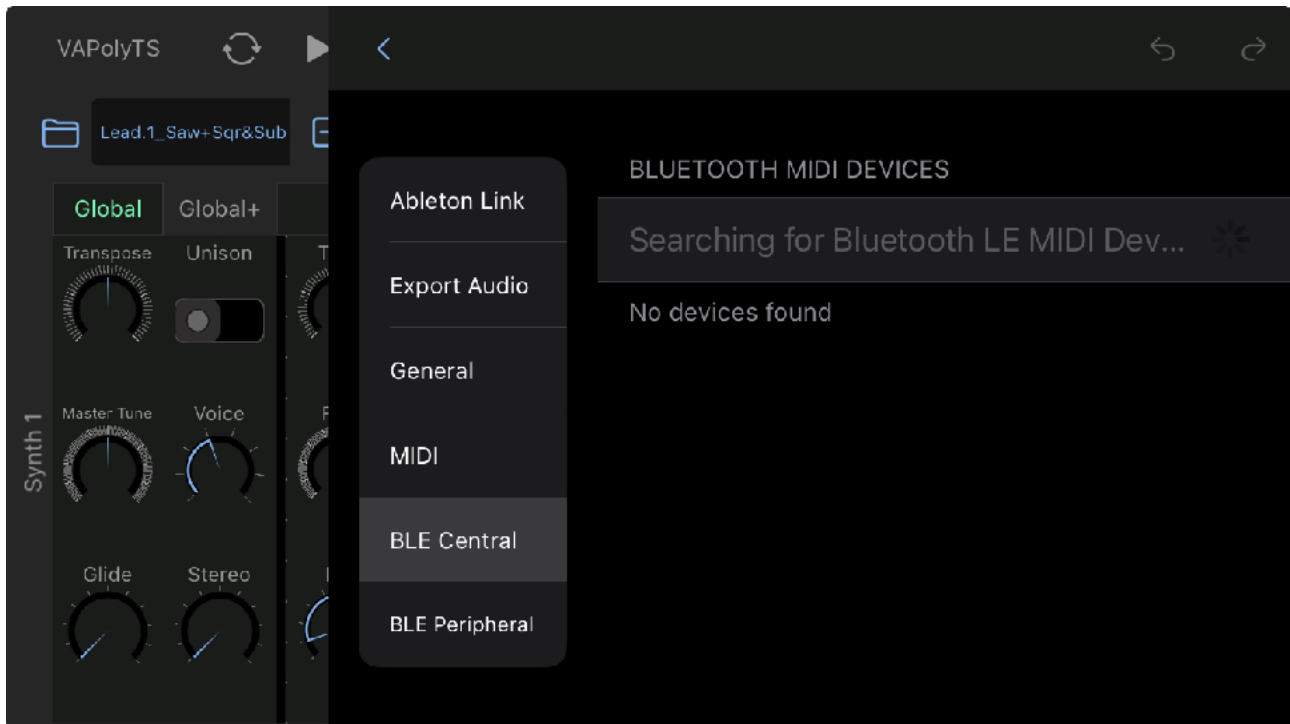 VAPolyTS
Lead.1_Saw+Sqr&Sub
Global Global+
Transpose Unison
Master Tune Voice
Synth 1
Glide Stereo
Ableton Link
Export Audio
General
MIDI
BLE Central
BLE Peripheral
BLUETOOTH MIDI DEVICES
Searching for Bluetooth LE MIDI Dev...
No devices found